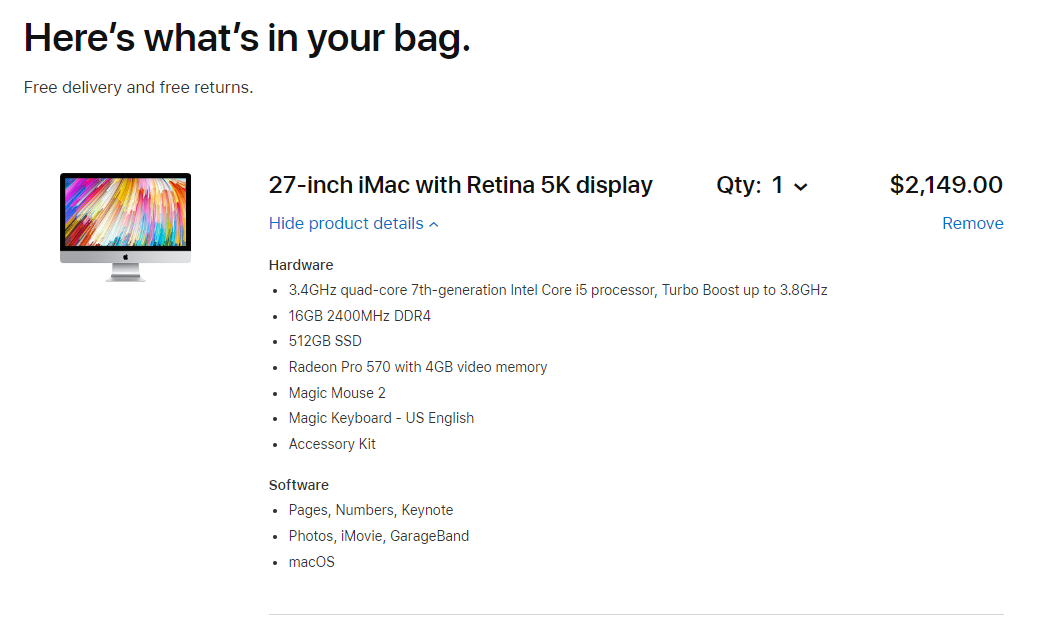 Here’s what’s in your bag.
Free delivery and free returns.
27-inch iMac with Retina 5K display Qty: 1 $2,149.00
Hide product details Remove
Hardware
• 3.4GHz quad-core 7th-generation Intel Core i5 processor, Turbo Boost up to 3.8GHz
• 16GB 2400MHz DDR4
• 512GB SSD
• Radeon Pro 570 with 4GB video memory
• Magic Mouse 2
• Magic Keyboard - US English
• Accessory Kit
Software
• Pages, Numbers, Keynote
• Photos, iMovie, GarageBand
• macOS